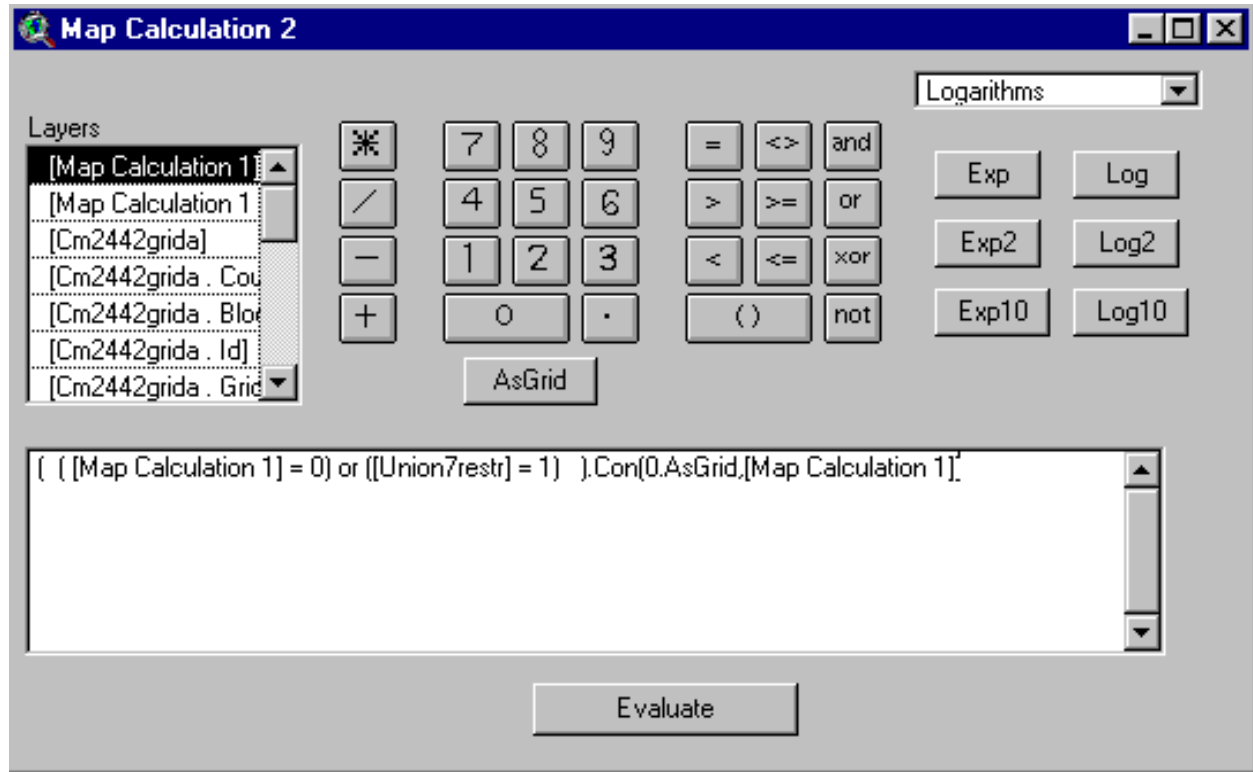 Map Calculation 2
Logarithms
Layers
[Map Calculation 1]
[Map Calculation 1
[Cm2442grida]
[Cm2442grida . Cou
[Cm2442grida . Bloc
[Cm2442grida . Id]
[Cm2442grida . Grid
* 7 8 9 = <> and
/ 4 5 6 > >= or
- 1 2 3 < <= xor
+ 0 . ( ) not
AsGrid
Exp Log
Exp2 Log2
Exp10 Log10
( ( [Map Calculation 1] = 0) or ([Union7restr] = 1) ).Con(0.AsGrid,[Map Calculation 1]
Evaluate